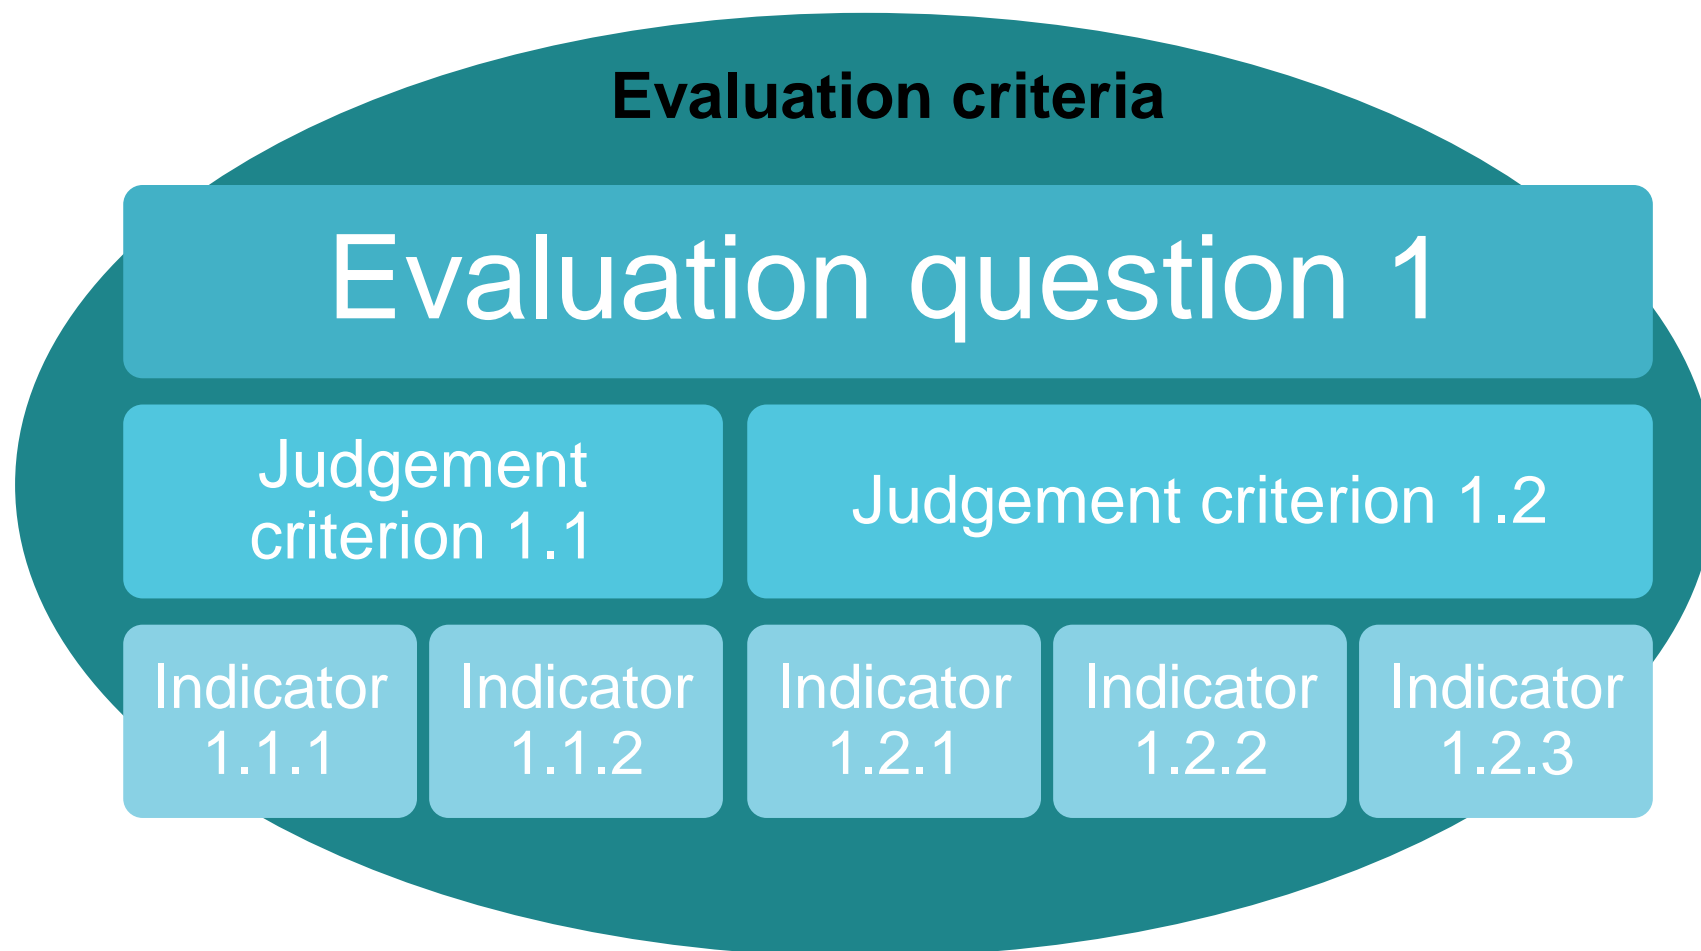 Evaluation criteria
Evaluation question 1
Judgement
criterion 1.1
Judgement criterion 1.2
Indicator
1.1.1
Indicator
1.1.2
Indicator
1.2.1
Indicator
1.2.2
Indicator
1.2.3